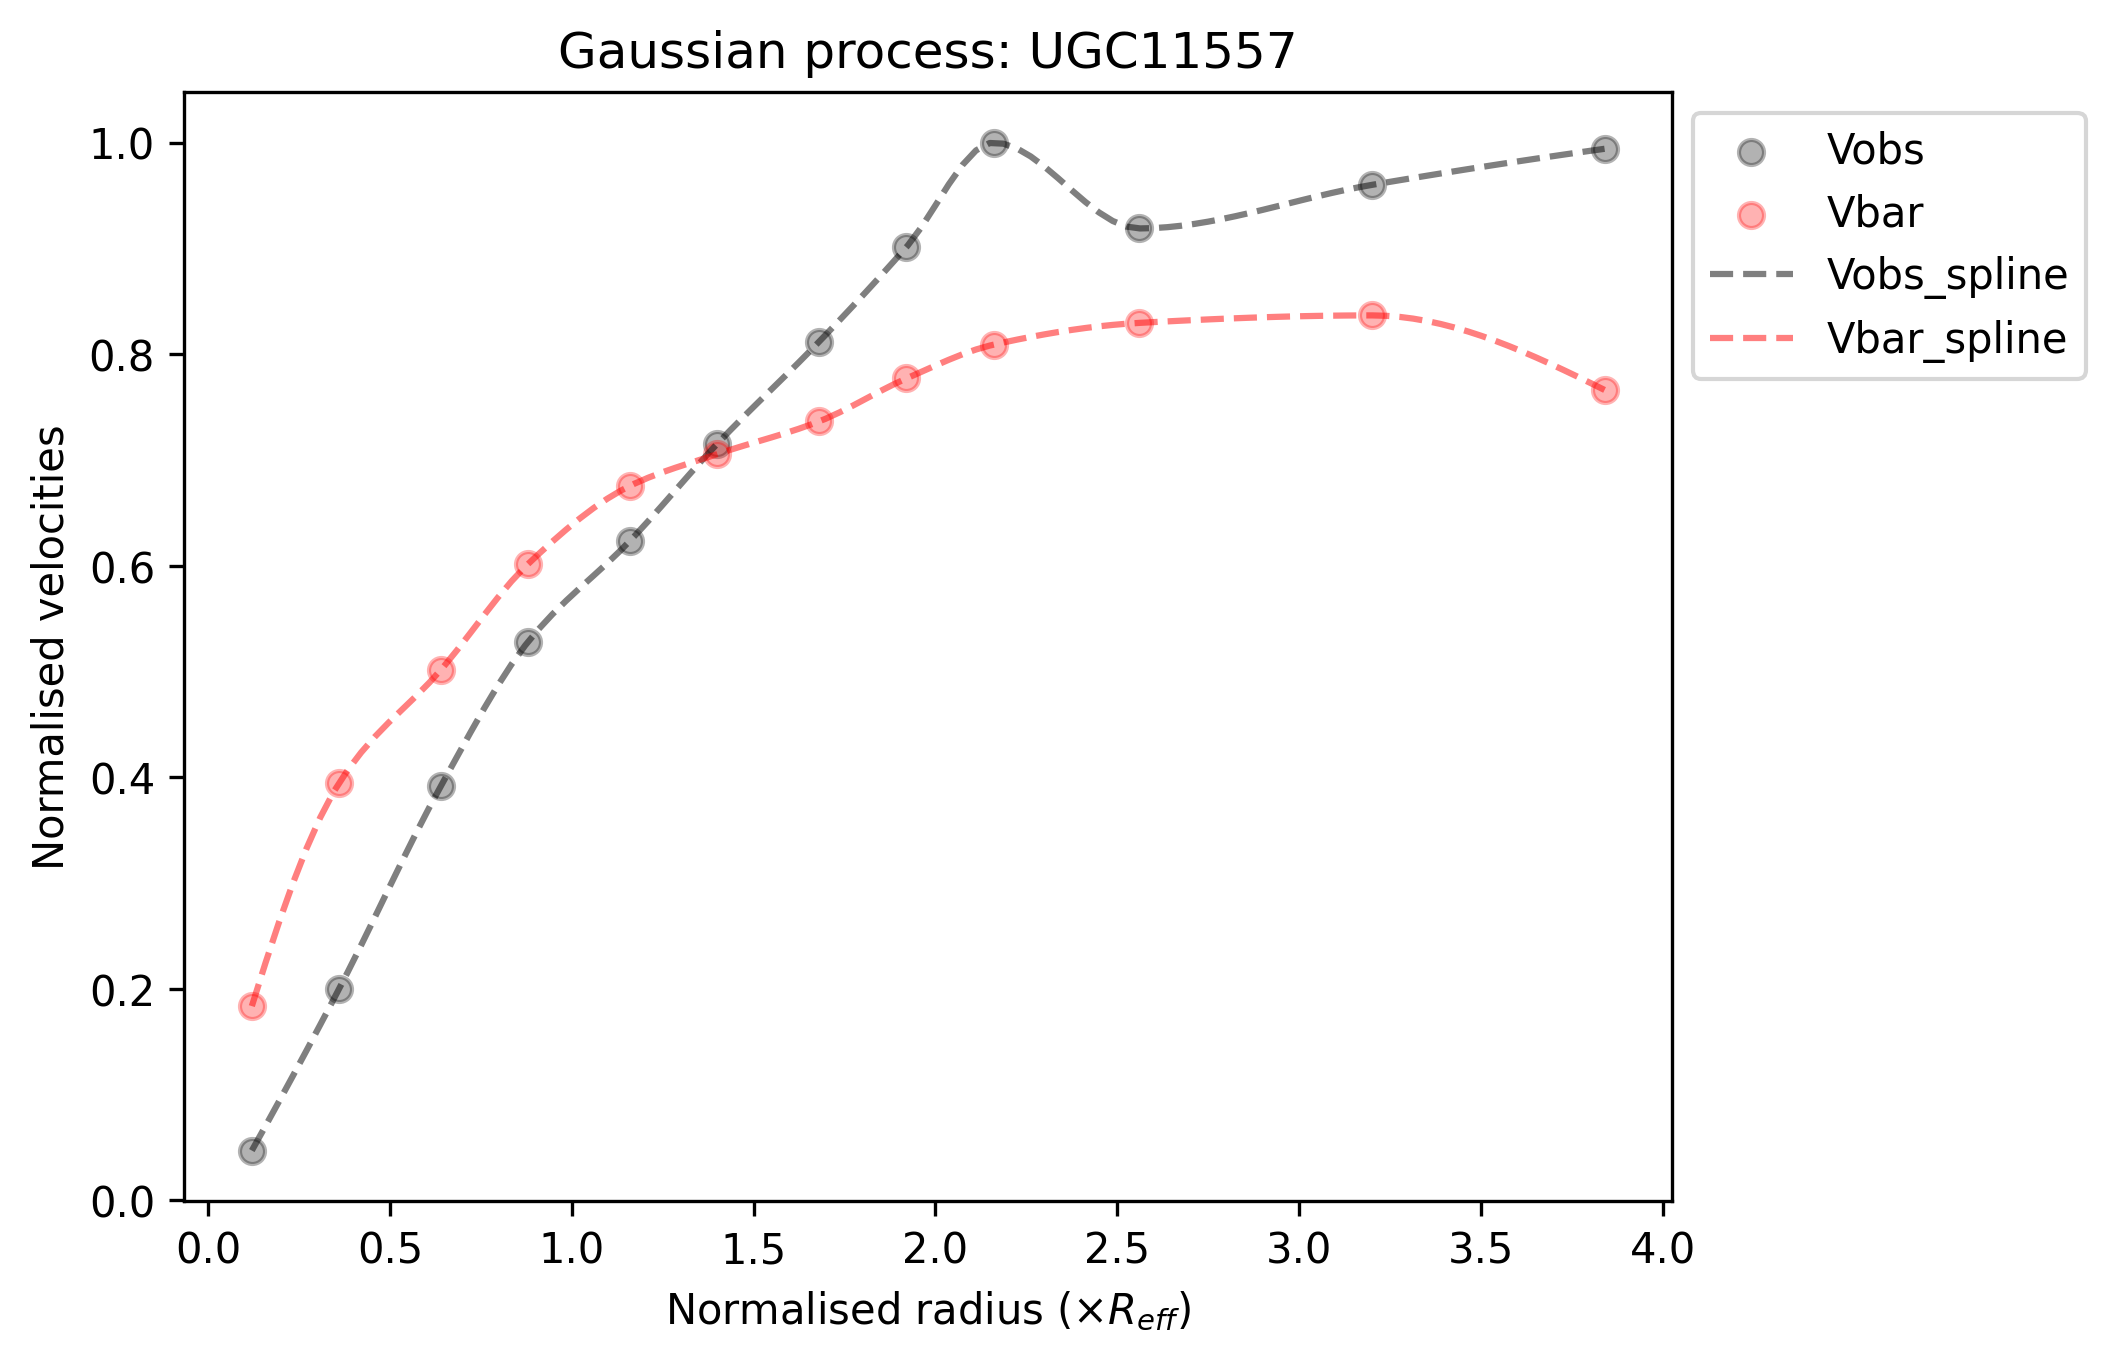 Gaussian process: UGC11557
1.0
0.8
0.6
0.4
0.2
0.0
Normalised velocities
0.0 0.5 1.0 1.5 2.0 2.5 3.0 3.5 4.0
Normalised radius (×R_eff)
Vobs
Vbar
Vobs_spline
Vbar_spline